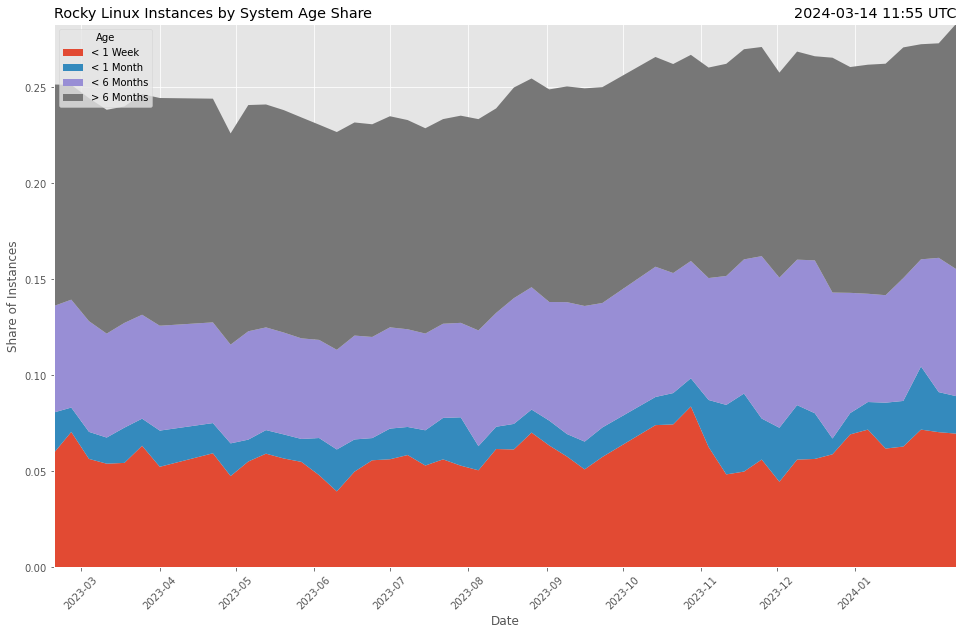 Rocky Linux Instances by System Age Share
2024-03-14 11:55 UTC
Age
< 1 Week
< 1 Month
< 6 Months
> 6 Months
Share of Instances
0.25
0.20
0.15
0.10
0.05
0.00
2023-03
2023-04
2023-05
2023-06
2023-07
2023-08
2023-09
2023-10
2023-11
2023-12
2024-01
Date